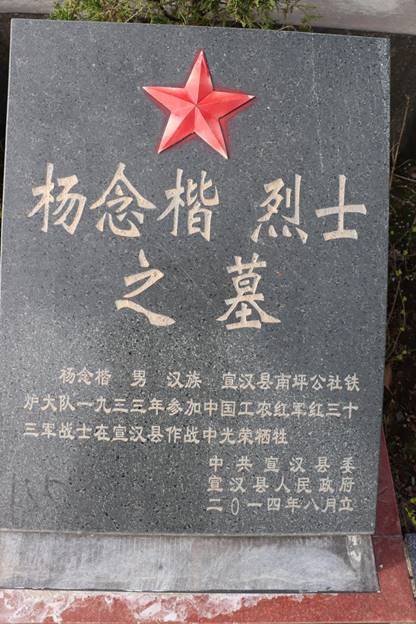 杨念楷 烈士
之墓
杨念楷 男 汉族 宣汉县南坪公社铁
炉大队一九三三年参加中国工农红军红三十
三军战士在宣汉县作战中光荣牺牲
中共宣汉县委
宣汉县人民政府
二〇一四年八月立